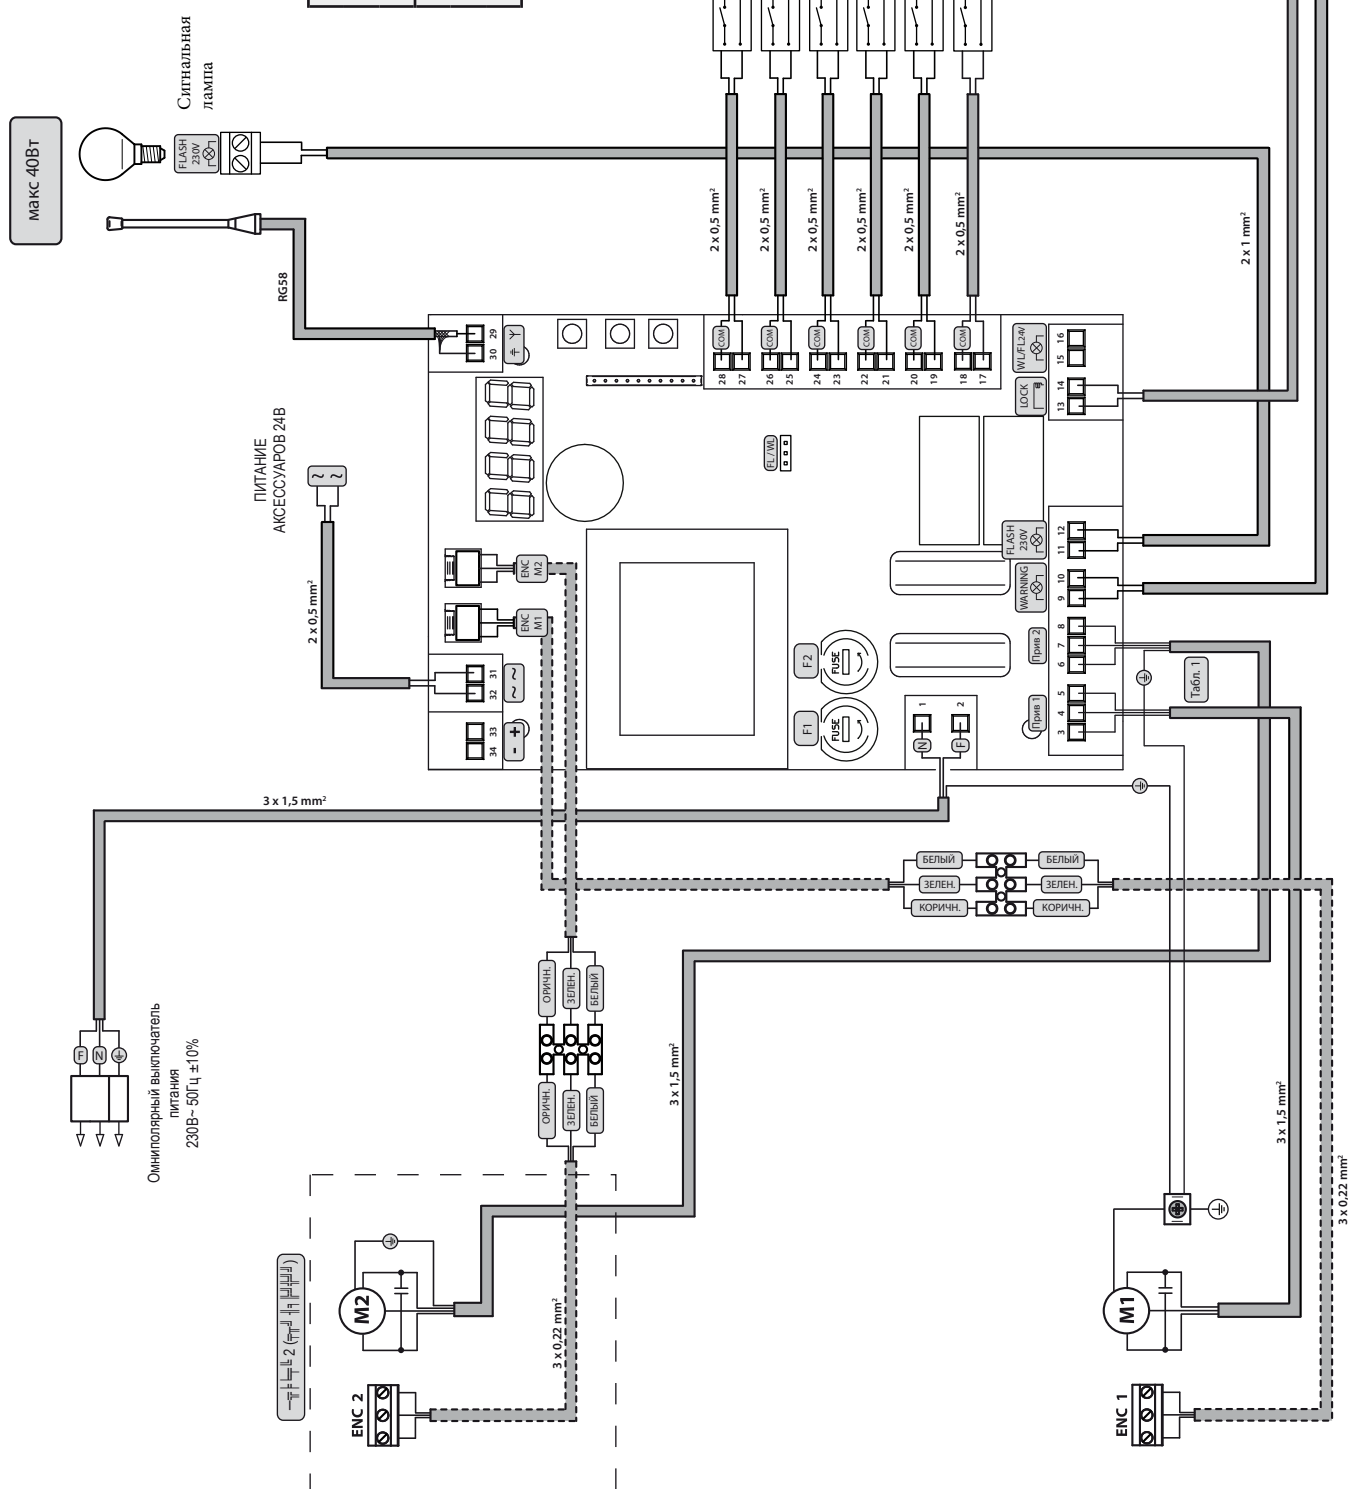 макс 40Вт
Сигнальная
лампа
FLASH
230V
RG58
2 x 0,5 mm²
2 x 0,5 mm²
2 x 0,5 mm²
2 x 0,5 mm²
2 x 0,5 mm²
2 x 0,5 mm²
2 x 1 mm²
29
30
COM
COM
COM
COM
COM
COM
28
27
26
25
24
23
22
21
20
19
18
17
WL/FL24V
16
15
LOCK
14
13
ПИТАНИЕ
АКСЕССУАРОВ 24В
~
~
2 x 0,5 mm²
FL / WL
ENC
M2
ENC
M1
FLASH
230V
12
11
WARNING
10
9
Прив 2
8
7
6
Прив 1
5
4
3
Табл. 1
31
32
~ ~
33
34
- +
F2
FUSE
F1
FUSE
1
2
N
F
3 x 1,5 mm²
БЕЛЫЙ
БЕЛЫЙ
ЗЕЛЕН.
ЗЕЛЕН.
КОРИЧН.
КОРИЧН.
F
N
Омниполярный выключатель
питания
230В~ 50Гц ±10%
ОРИЧН.
ЗЕЛЕН.
БЕЛЫЙ
ОРИЧН.
ЗЕЛЕН.
БЕЛЫЙ
3 x 1,5 mm²
3 x 1,5 mm²
3 x 0,22 mm²
3 x 0,22 mm²
M2
ENC 2
M1
ENC 1